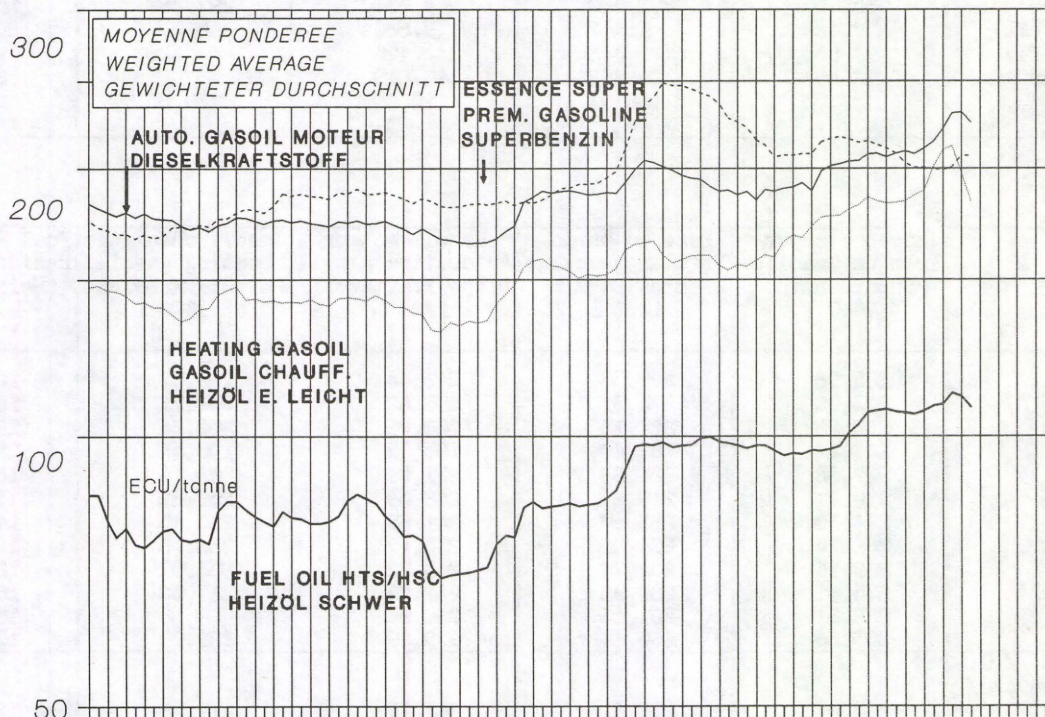 300
MOYENNE PONDEREE
WEIGHTED AVERAGE
GEWICHTETER DURCHSCHNITT
ESSENCE SUPER
PREM. GASOLINE
SUPERBENZIN
AUTO. GASOIL MOTEUR
DIESELKRAFTSTOFF
200
HEATING GASOIL
GASOIL CHAUFF.
HEIZÖL E. LEICHT
100
ECU/tonne
FUEL OIL HTS/HSC
HEIZÖL SCHWER
50